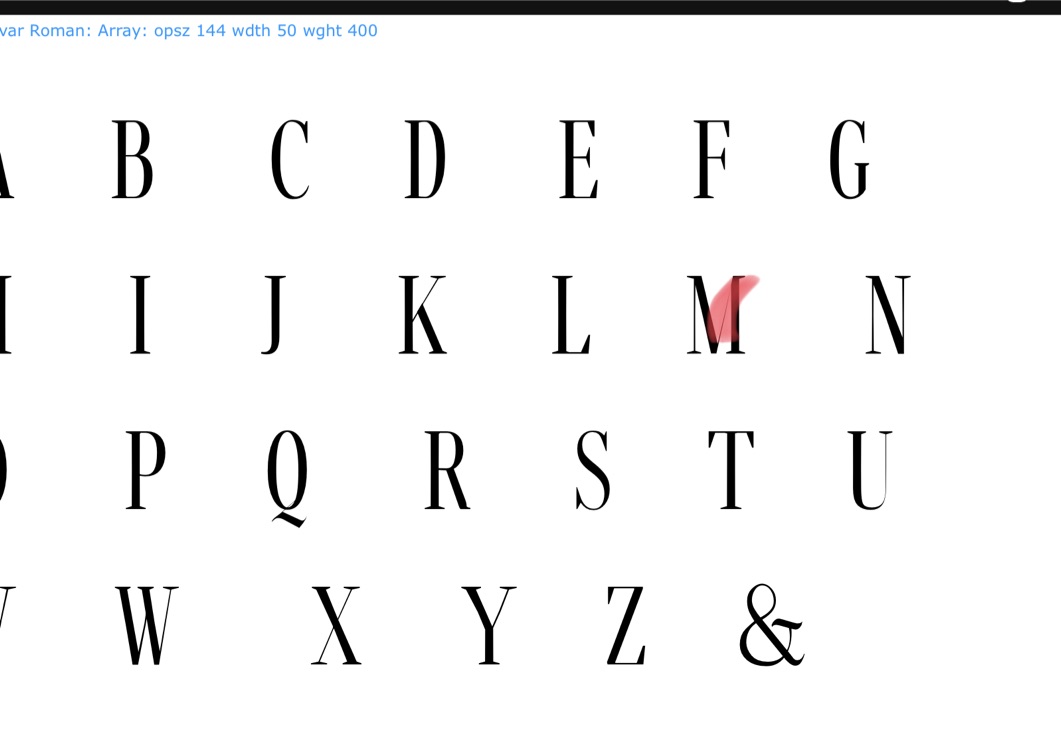 var Roman: Array: opsz 144 wdth 50 wght 400
B C D E F G
I J K L M N
P Q R S T U
W X Y Z &